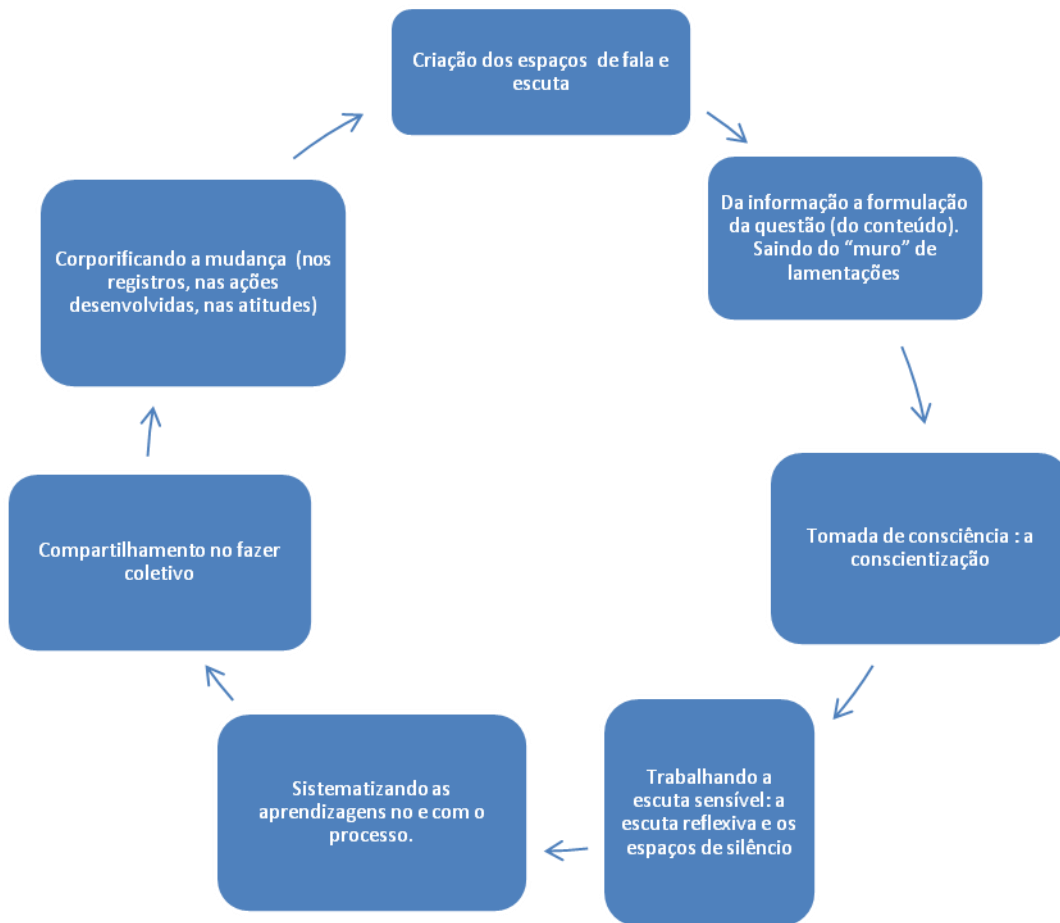 Criação dos espaços de fala e
escuta
Da informação a formulação
da questão (do conteúdo).
Saindo do “muro” de
lamentações
Tomada de consciência : a
conscientização
Trabalhando a
escuta sensível: a
escuta reflexiva e os
espaços de silêncio
Sistematizando as
aprendizagens no e com o
processo.
Compartilhamento no fazer
coletivo
Corporificando a mudança (nos
registros, nas ações
desenvolvidas, nas atitudes)